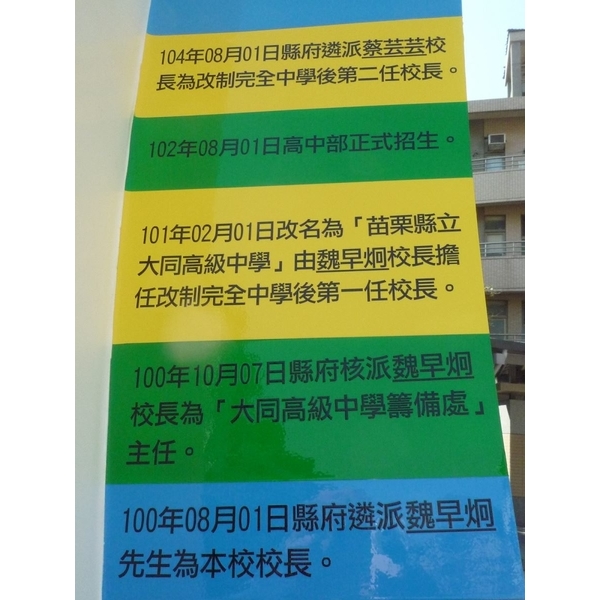 104年08月01日縣府遴派蔡芸芸校
長為改制完全中學後第二任校長。
102年08月01日高中部正式招生。
101年02月01日改名為「苗栗縣立
大同高級中學」由魏早炯校長擔
任改制完全中學後第一任校長。
100年10月07日縣府核派魏早炯
校長為「大同高級中學籌備處」
主任。
100年08月01日縣府遴派魏早炯
先生為本校校長。